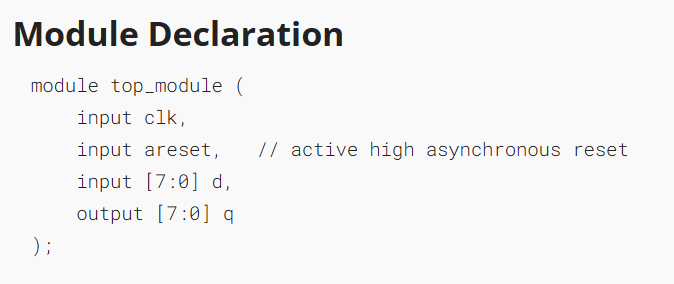 Module Declaration
module top_module (
    input clk,
    input areset,   // active high asynchronous reset
    input [7:0] d,
    output [7:0] q
);